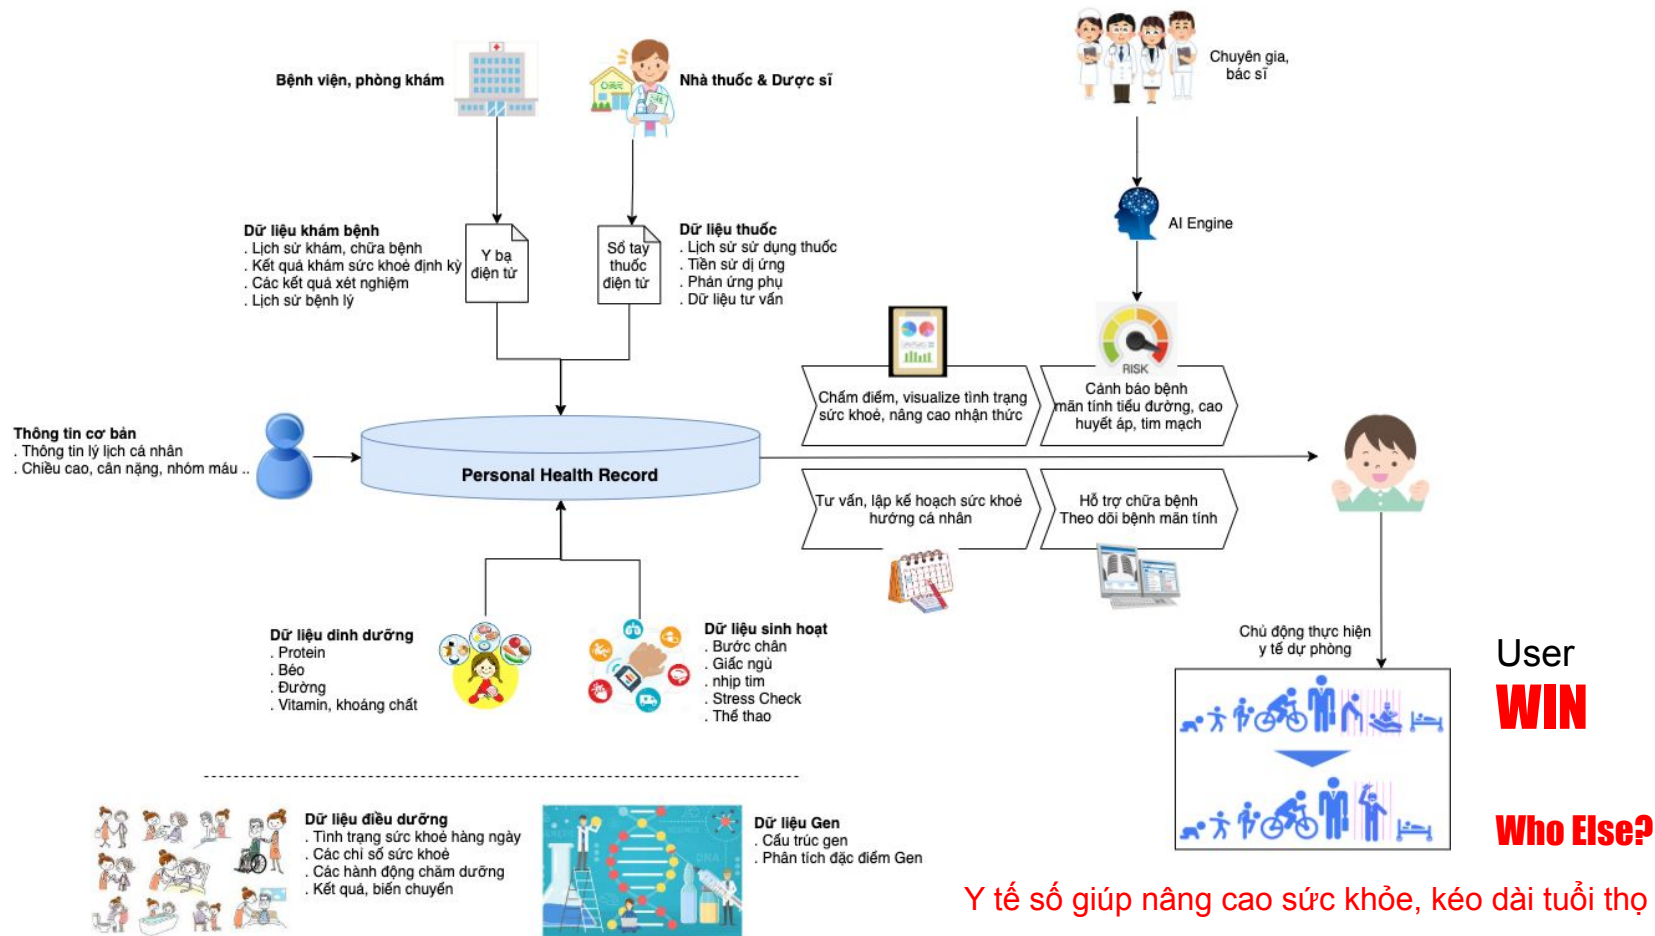 Chuyên gia,
bác sĩ
Bệnh viện, phòng khám
Nhà thuốc & Dược sĩ
AI Engine
Dữ liệu khám bệnh
. Lịch sử khám, chữa bệnh
. Kết quả khám sức khoẻ định kỳ
. Các kết quả xét nghiệm
. Lịch sử bệnh lý
Y bạ
điện tử
Sổ tay
thuốc
điện tử
Dữ liệu thuốc
. Lịch sử sử dụng thuốc
. Tiền sử dị ứng
. Phản ứng phụ
. Dữ liệu tư vấn
RISK
Chấm điểm, visualize tình trạng
sức khoẻ, nâng cao nhận thức
Cảnh báo bệnh
mãn tính tiểu đường, cao
huyết áp, tim mạch
Thông tin cơ bản
. Thông tin lý lịch cá nhân
. Chiều cao, cân nặng, nhóm máu ..
Personal Health Record
Tư vấn, lập kế hoạch sức khoẻ
hướng cá nhân
Hỗ trợ chữa bệnh
Theo dõi bệnh mãn tính
Dữ liệu dinh dưỡng
. Protein
. Béo
. Đường
. Vitamin, khoáng chất
Dữ liệu sinh hoạt
. Bước chân
. Giấc ngủ
. nhịp tim
. Stress Check
. Thể thao
Chủ động thực hiện
y tế dự phòng
User
WIN
Who Else?
Dữ liệu điều dưỡng
. Tình trạng sức khoẻ hàng ngày
. Các chỉ số sức khoẻ
. Các hành động chăm dưỡng
. Kết quả, biến chuyển
DNA
Dữ liệu Gen
. Cấu trúc gen
. Phân tích đặc điểm Gen
Y tế số giúp nâng cao sức khỏe, kéo dài tuổi thọ